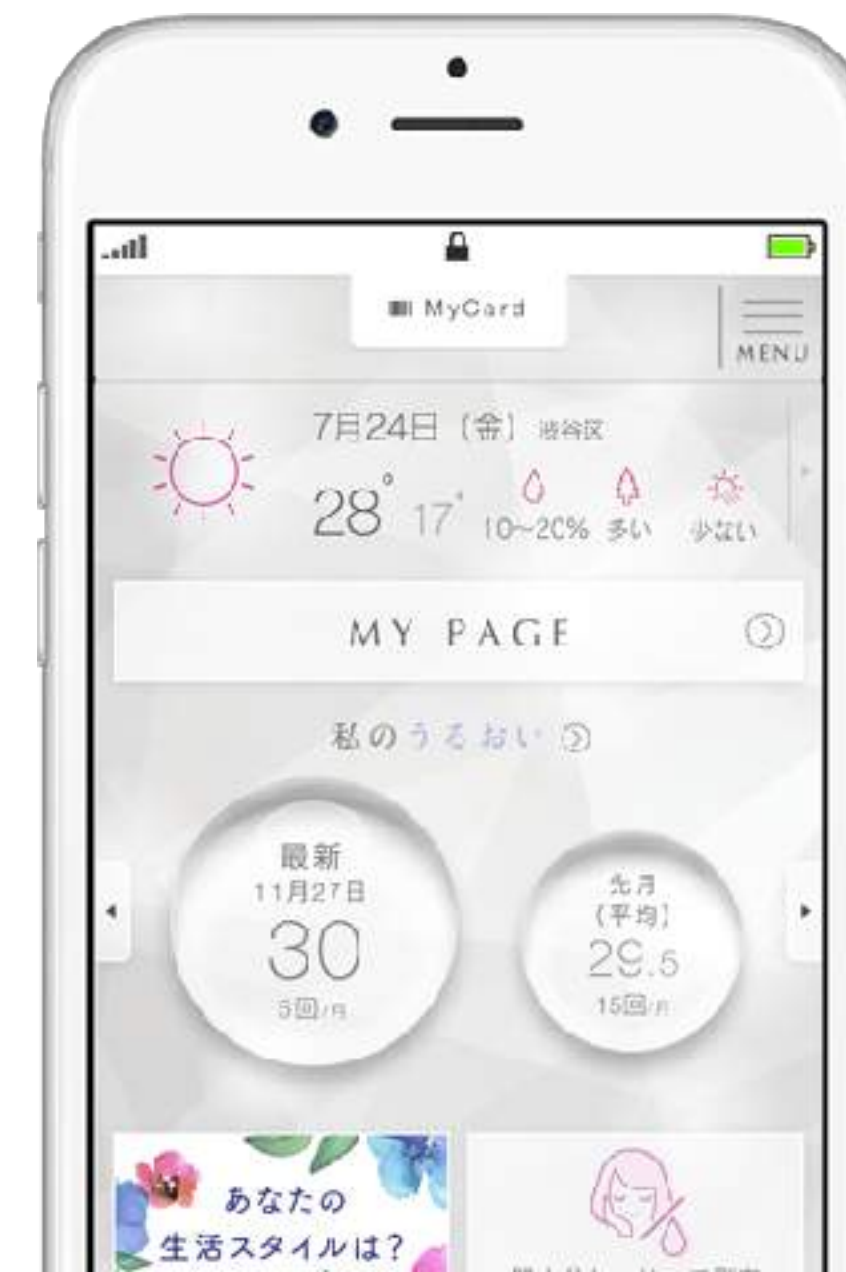 MyCard
MENU
7月24日 (金) 渋谷区
28° 17°
10~20% 多い 少ない
MY PAGE
私のうるおい
最新
11月27日
30
5回/月
先月
(平均)
29.5
15回/月
あなたの
生活スタイルは?